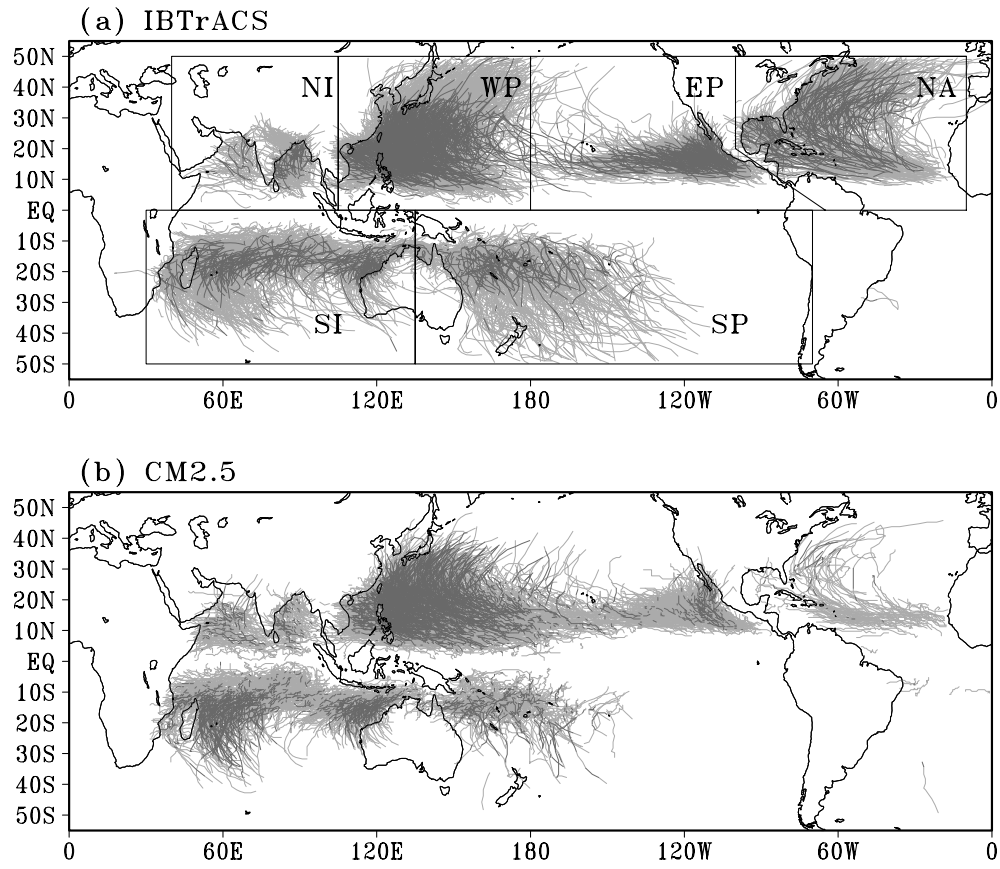 (a) IBTrACS
50N
40N
30N
20N
10N
EQ
10S
20S
30S
40S
50S
NI WP EP NA
SI SP
0 60E 120E 180 120W 60W 0
(b) CM2.5
50N
40N
30N
20N
10N
EQ
10S
20S
30S
40S
50S
0 60E 120E 180 120W 60W 0